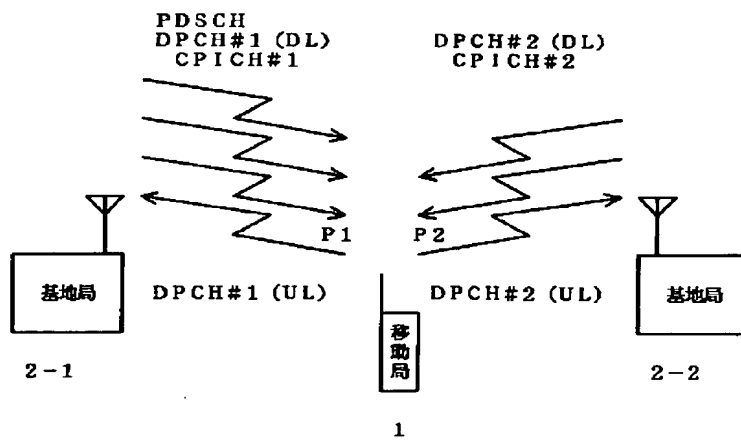 PDSCH
DPCH#1 (DL)
CPICH#1
DPCH#2 (DL)
CPICH#2
P1
P2
基地局
DPCH#1 (UL)
DPCH#2 (UL)
基地局
移動局
2-1
2-2
1